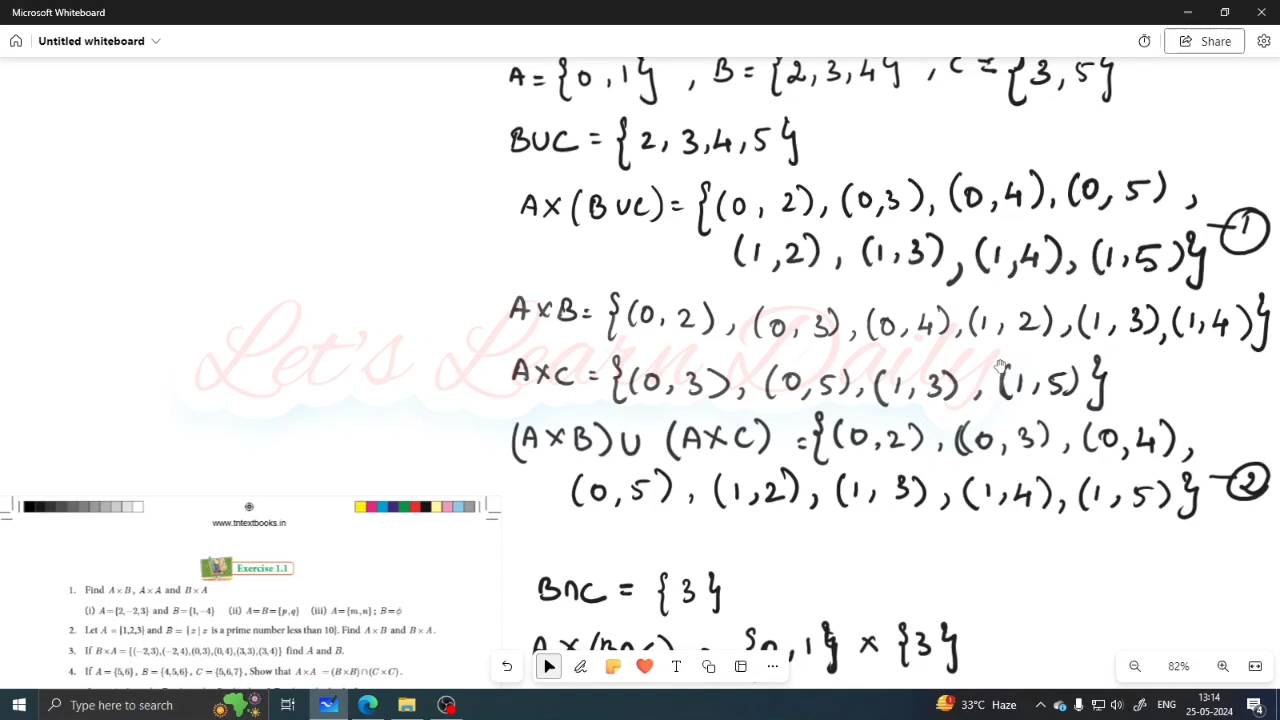 Microsoft Whiteboard
Untitled whiteboard
Share
A = {0, 1} , B = {2, 3, 4} , C = {3, 5}
B∪C = {2, 3, 4, 5}
A×(B∪C) = {(0, 2), (0,3), (0,4), (0, 5) ,
(1,2) , (1,3) , (1,4), (1,5)} - ①
A×B = {(0, 2) , (0, 3), (0, 4), (1, 2) , (1, 3), (1,4)}
Let's Learn Daily
A×C = {(0, 3), (0,5), (1,3) , (1,5)}
(A×B)∪ (A×C) = {(0,2) , (0,3) , (0,4),
(0,5) , (1,2) , (1,3) , (1,4), (1,5)} - ②
www.tntextbooks.in
Exercise 1.1
1. Find A×B, A×A and B×A
(i) A={2,-2,3} and B={1,-4} (ii) A=B={p,q} (iii) A={m,n} ; B=ϕ
2. Let A = {1,2,3} and B = {x | x is a prime number less than 10}. Find A×B and B×A.
3. If B×A = {(-2,3),(-2,4),(0,3),(0,4),(3,3),(3,4)} find A and B.
4. If A = {5,6}, B = {4,5,6}, C = {5,6,7}, Show that A×A = (B×B)∩(C×C).
B∩C = {3}
A×(B∩C) = {0, 1} × {3}
82%
Type here to search
33°C Haze
ENG
13:14
25-05-2024
4